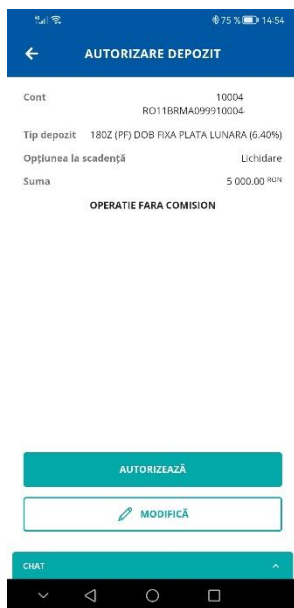 75 % 14:54
AUTORIZARE DEPOZIT
Cont 10004
RO11BRMA099910004
Tip depozit 180Z (PF) DOB FIXA PLATA LUNARA (6.40%)
Opțiunea la scadență Lichidare
Suma 5 000.00 RON
OPERATIE FARA COMISION
AUTORIZEAZĂ
MODIFICĂ
CHAT